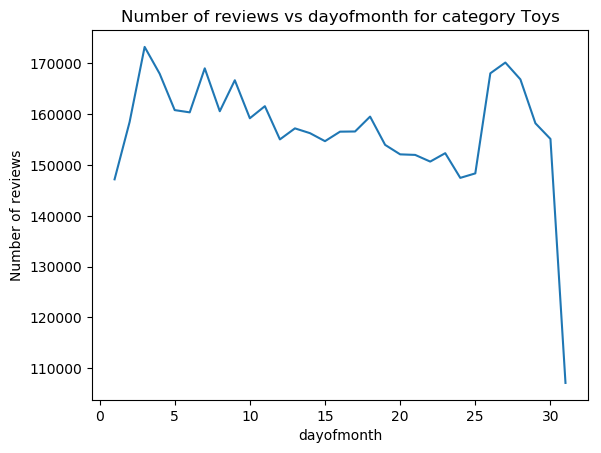 Number of reviews vs dayofmonth for category Toys
170000
160000
150000
140000
130000
120000
110000
Number of reviews
0 5 10 15 20 25 30
dayofmonth